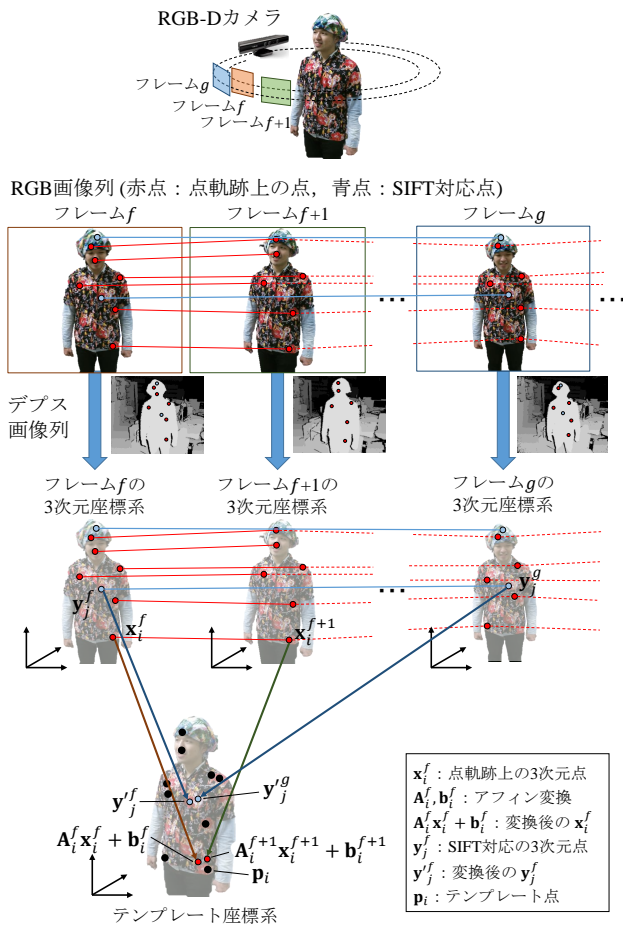 RGB-Dカメラ
フレームg
フレームf
フレームf+1
RGB画像列 (赤点：点軌跡上の点，青点：SIFT対応点)
フレームf
フレームf+1
フレームg
…
…
デプス
画像列
フレームfの
3次元座標系
フレームf+1の
3次元座標系
フレームgの
3次元座標系
…
y_j^f
y_j^g
x_i^f
x_i^{f+1}
y'_j^f
y'_j^g
A_i^f x_i^f + b_i^f
A_i^{f+1} x_i^{f+1} + b_i^{f+1}
p_i
テンプレート座標系
x_i^f：点軌跡上の3次元点
A_i^f, b_i^f：アフィン変換
A_i^f x_i^f + b_i^f：変換後の x_i^f
y_j^f：SIFT対応の3次元点
y'_j^f：変換後の y_j^f
p_i：テンプレート点